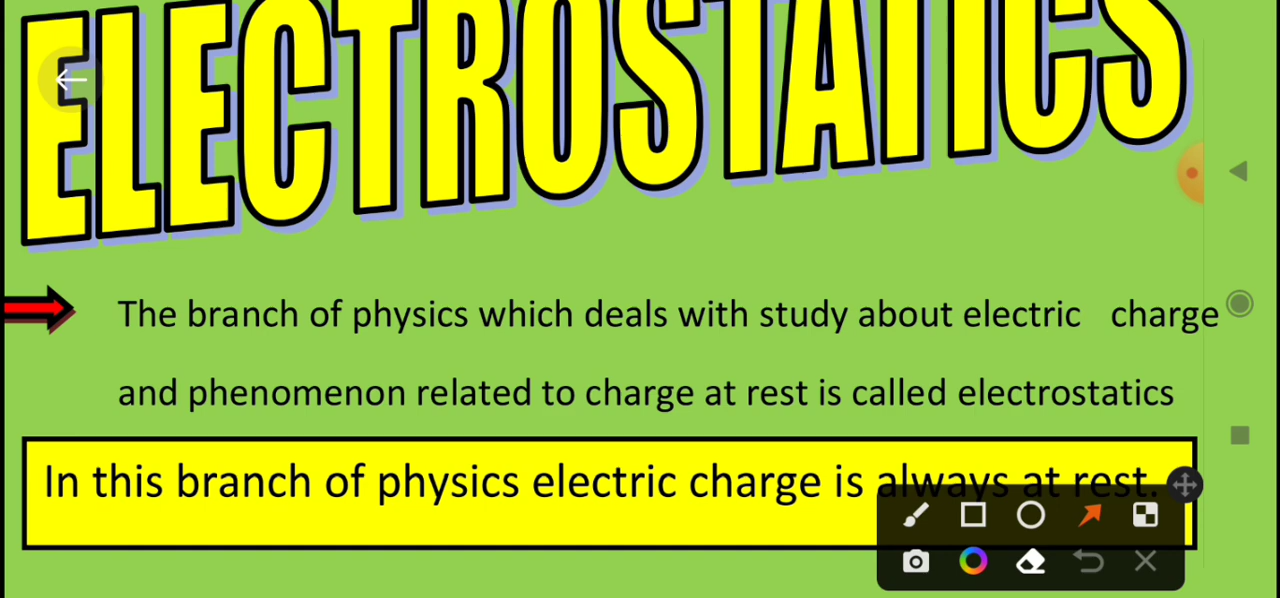 ELECTROSTATICS
The branch of physics which deals with study about electric charge
and phenomenon related to charge at rest is called electrostatics
In this branch of physics electric charge is always at rest.